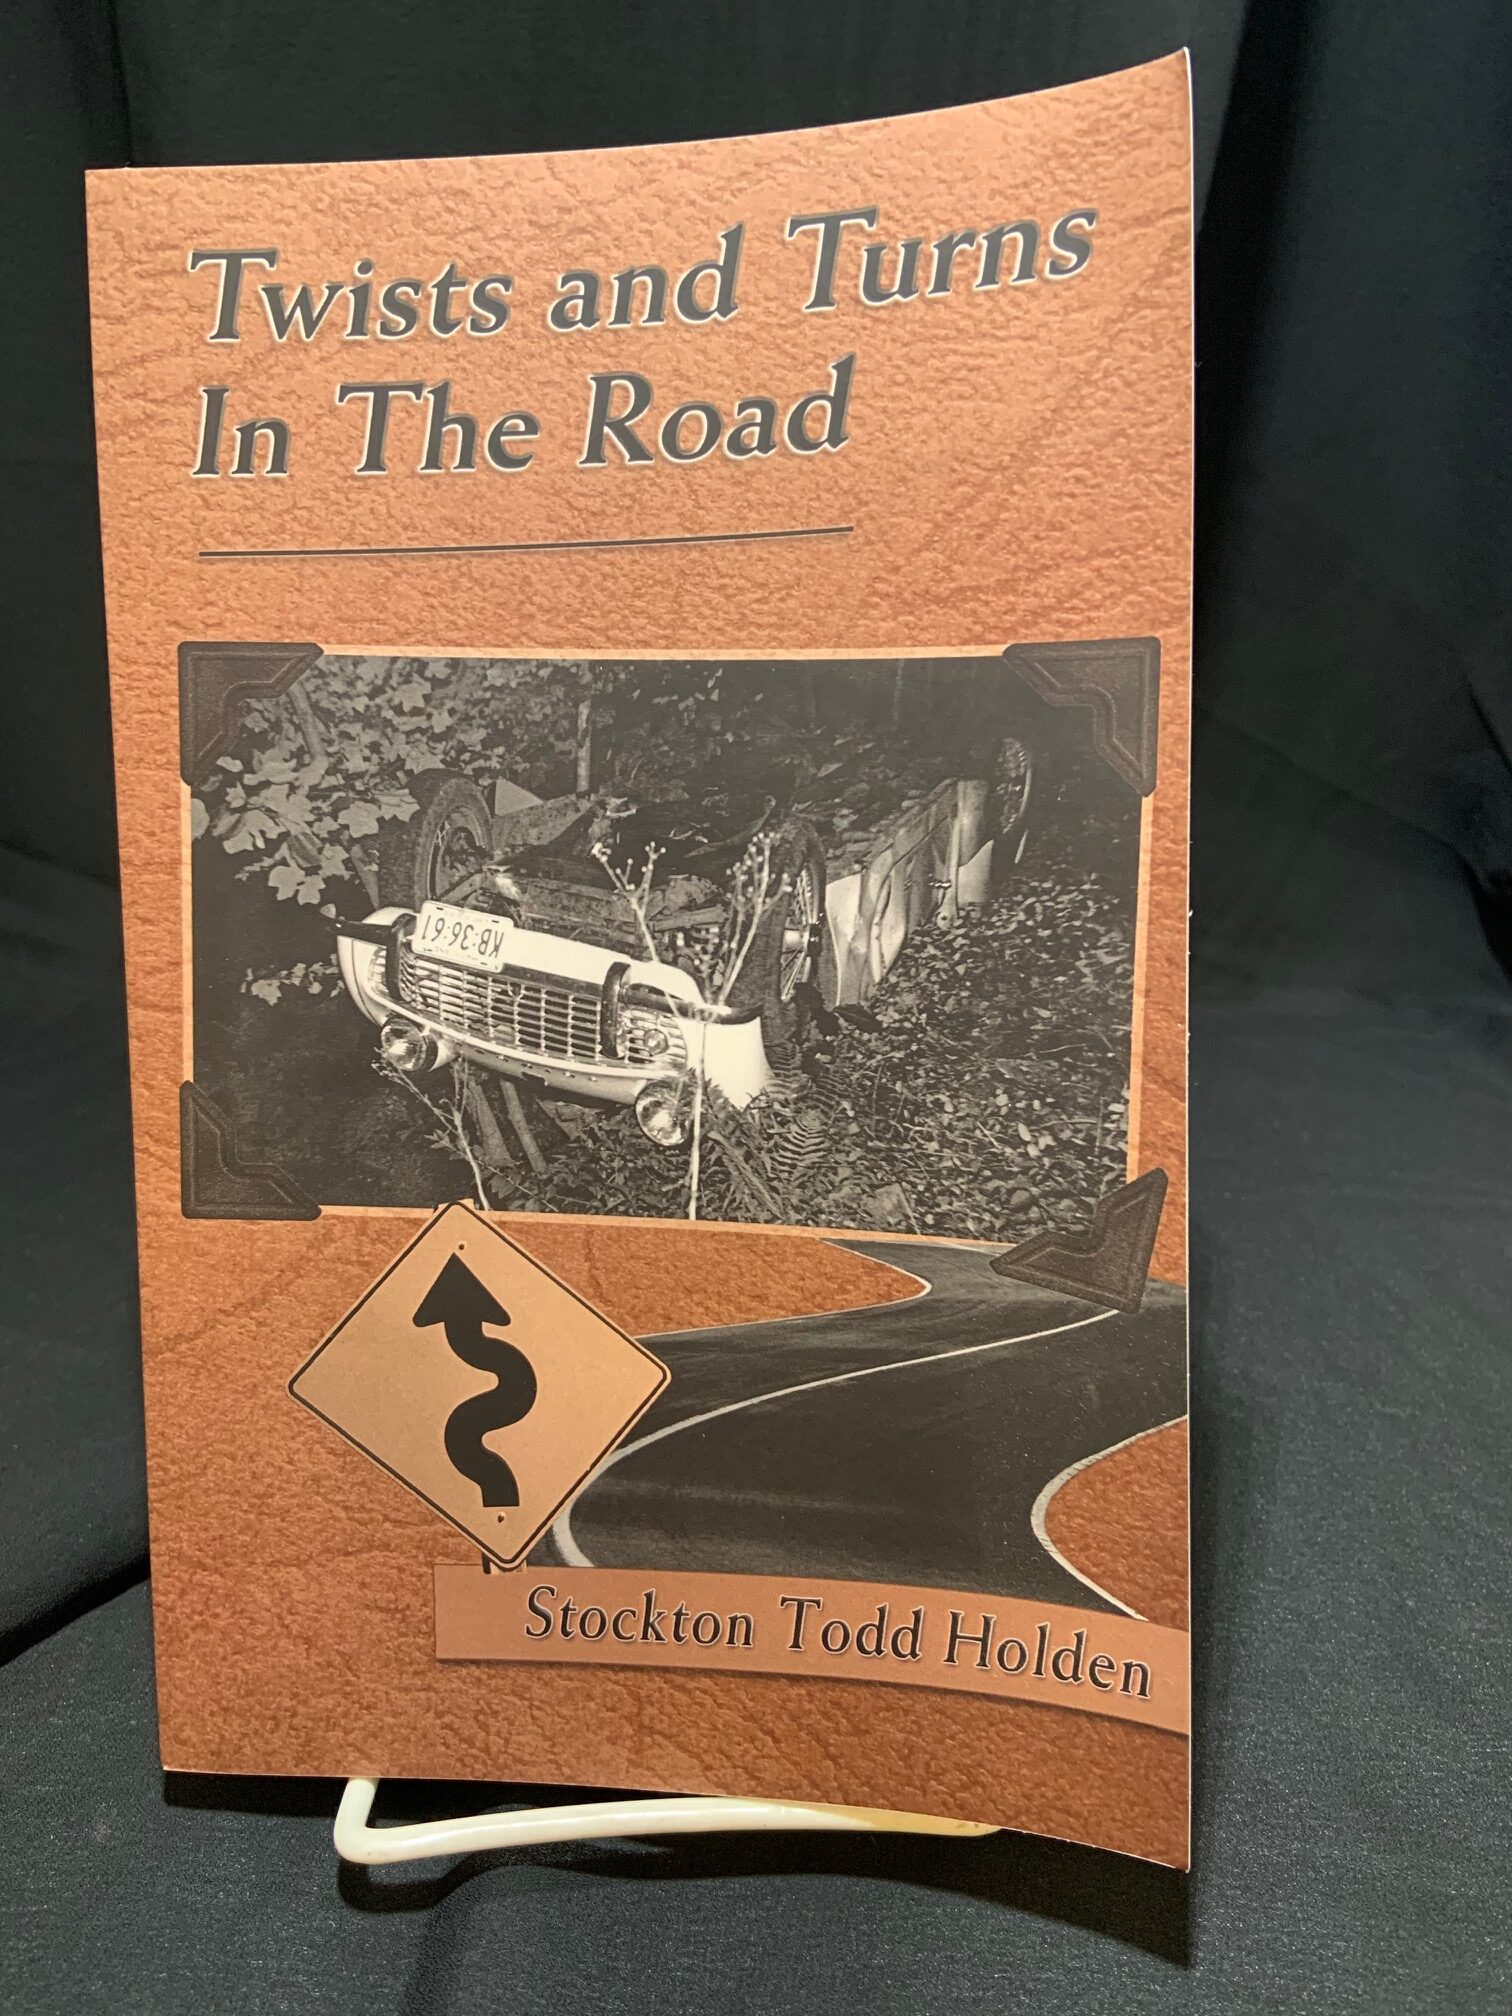 Twists and Turns
In The Road
KB:36:61
Stockton Todd Holden